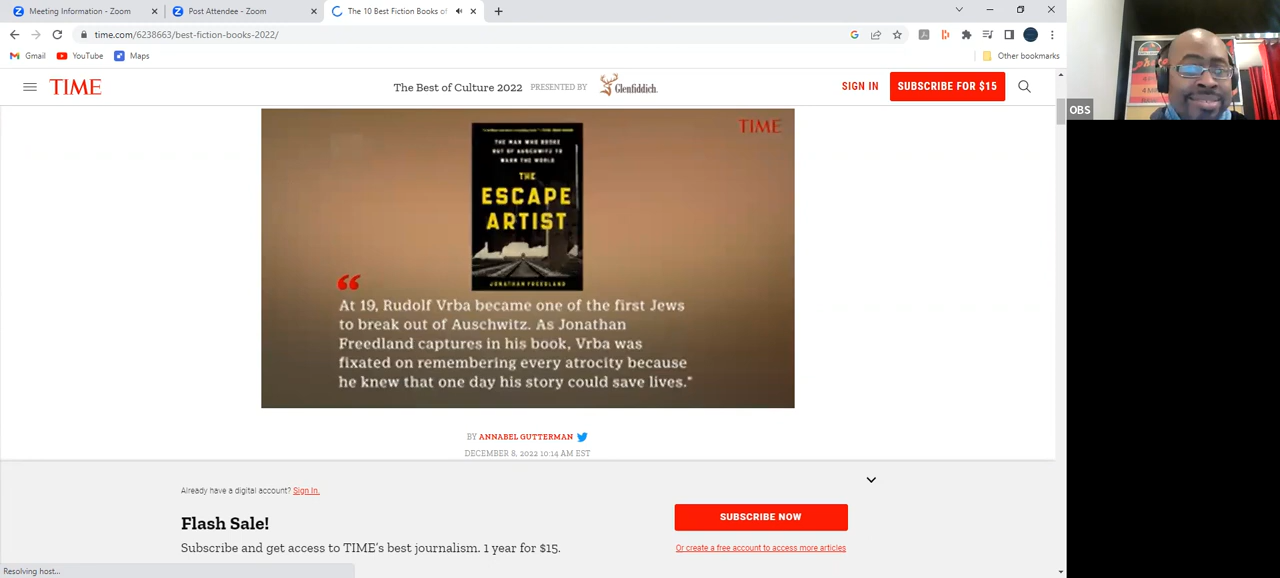 Meeting Information - Zoom
Post Attendee - Zoom
The 10 Best Fiction Books of
time.com/6238663/best-fiction-books-2022/
Gmail YouTube Maps Other bookmarks
TIME The Best of Culture 2022 PRESENTED BY Glenfiddich. SIGN IN SUBSCRIBE FOR $15
OBS
TIME
THE MAN WHO BROKE
OUT OF AUSCHWITZ TO
WARN THE WORLD
THE
ESCAPE
ARTIST
JONATHAN FREEDLAND
“
At 19, Rudolf Vrba became one of the first Jews
to break out of Auschwitz. As Jonathan
Freedland captures in his book, Vrba was
fixated on remembering every atrocity because
he knew that one day his story could save lives."
BY ANNABEL GUTTERMAN
DECEMBER 8, 2022 10:14 AM EST
Already have a digital account? Sign In.
Flash Sale!
Subscribe and get access to TIME's best journalism. 1 year for $15.
SUBSCRIBE NOW
Or create a free account to access more articles
Resolving host...